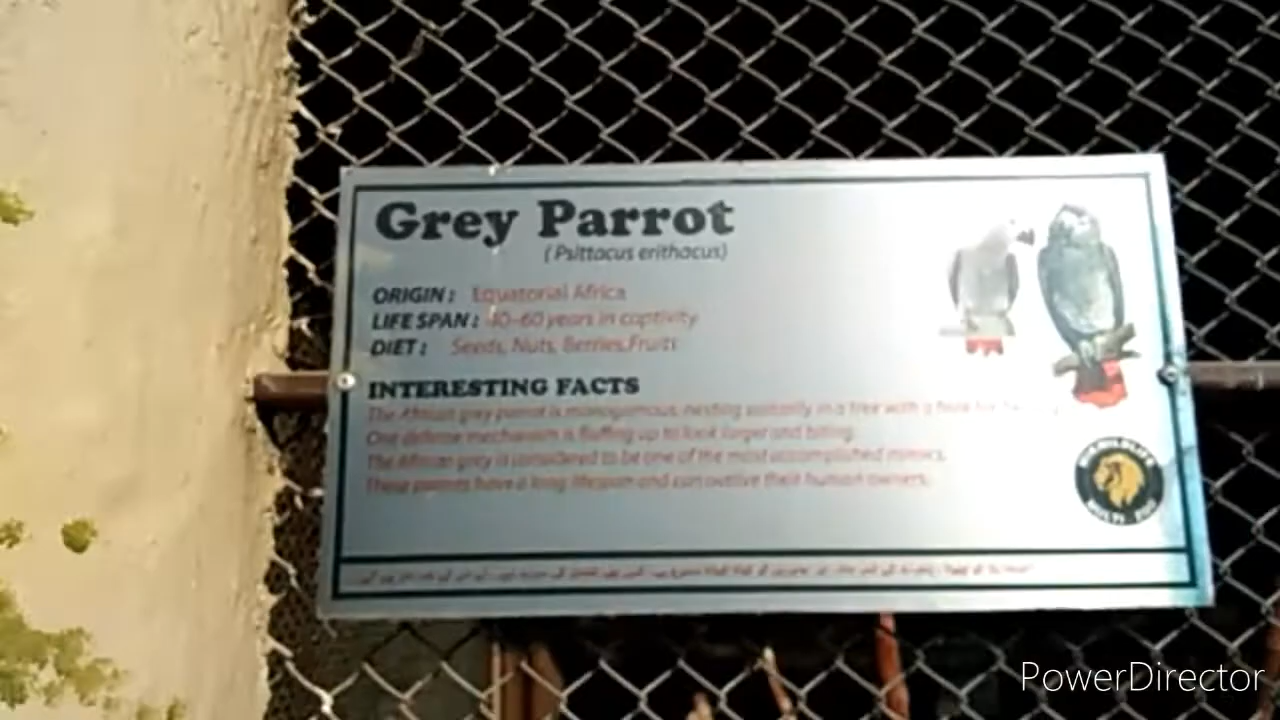 Grey Parrot
(Psittacus erithacus)
ORIGIN: Equatorial Africa
LIFE SPAN: 40-60 years in captivity
DIET: Seeds, Nuts, Berries,Fruits
INTERESTING FACTS
The African grey parrot is monogamous, nesting solitarily in a tree with a hole for
One defense mechanism is fluffing up to look larger and biting.
The African grey is considered to be one of the most accomplished mimics.
These parrots have a long lifespan and can outlive their human owners.
PowerDirector